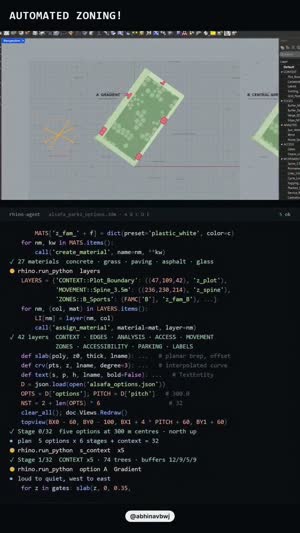 AUTOMATED ZONING!
A GRADIENT
rhino-agent alsafa_park1_options.3dm · A B C D E 5 ok
MATS['z_fam_' + f] = dict(preset='plastic_white', color=c)
for nm, kw in MATS.items():
call('create_material', name=nm, **kw)
✓ 27 materials concrete · grass · paving · asphalt · glass
● rhino.run_python layers
LAYERS = {'CONTEXT::Plot_Boundary': ((47,109,42), 'z_plot'),
'MOVEMENT::Spine_3.5m': ((236,230,214), 'z_spine'),
'ZONES::B_Sports': (FAMC['B'], 'z_fam_B'), ...}
for nm, (col, mat) in LAYERS.items():
LI[nm] = layer(nm, col)
call('assign_material', material=mat, layer=nm)
✓ 42 layers CONTEXT · EDGES · ANALYSIS · ACCESS · MOVEMENT
ZONES · ACCESSIBILITY · PARKING · LABELS
def slab(poly, z0, thick, lname): ... # planar brep, offset
def crv(pts, z, lname, degree=3): ... # interpolated curve
def text(s, p, h, lname, bold=False): ... # TextEntity
D = json.load(open('alsafa_options.json'))
OPTS = D['options']; PITCH = D['pitch'] # 300.0
NST = 2 + len(OPTS) * 6 # 32
clear_all(); doc.Views.Redraw()
topview(BX0 - 60, BY0 - 100, BX1 + 4 * PITCH + 60, BY1 + 60)
✓ Stage 0/32 five options at 300 m centres · north up
● plan 5 options x 6 stages + context = 32
● rhino.run_python s_context x5
✓ Stage 1/32 CONTEXT x5 · 74 trees · buffers 12/9/5/9
● rhino.run_python option A Gradient
● loud to quiet, west to east
for z in gates: slab(z, 0, 0.35,
@abhinavbwj